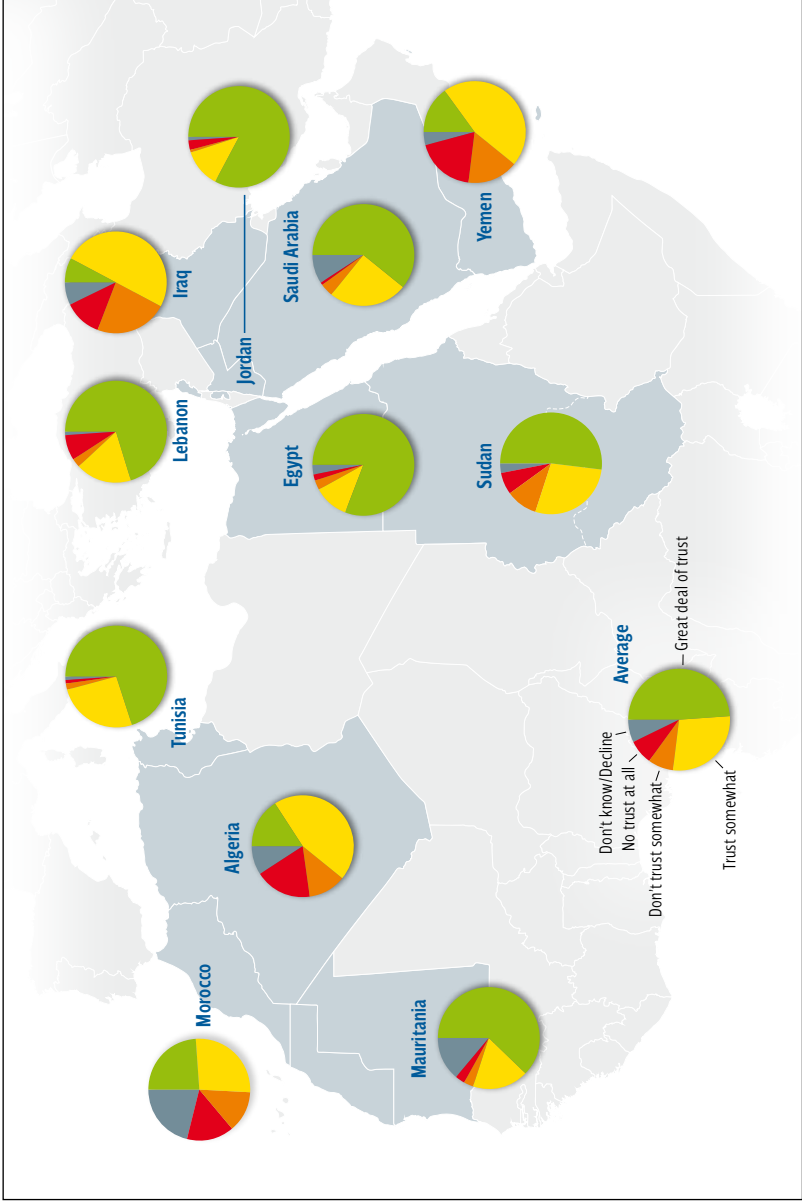 Morocco
Algeria
Tunisia
Lebanon
Iraq
Jordan
Saudi Arabia
Egypt
Yemen
Sudan
Mauritania
Average
Don't know/Decline
No trust at all
Don't trust somewhat
Trust somewhat
Great deal of trust